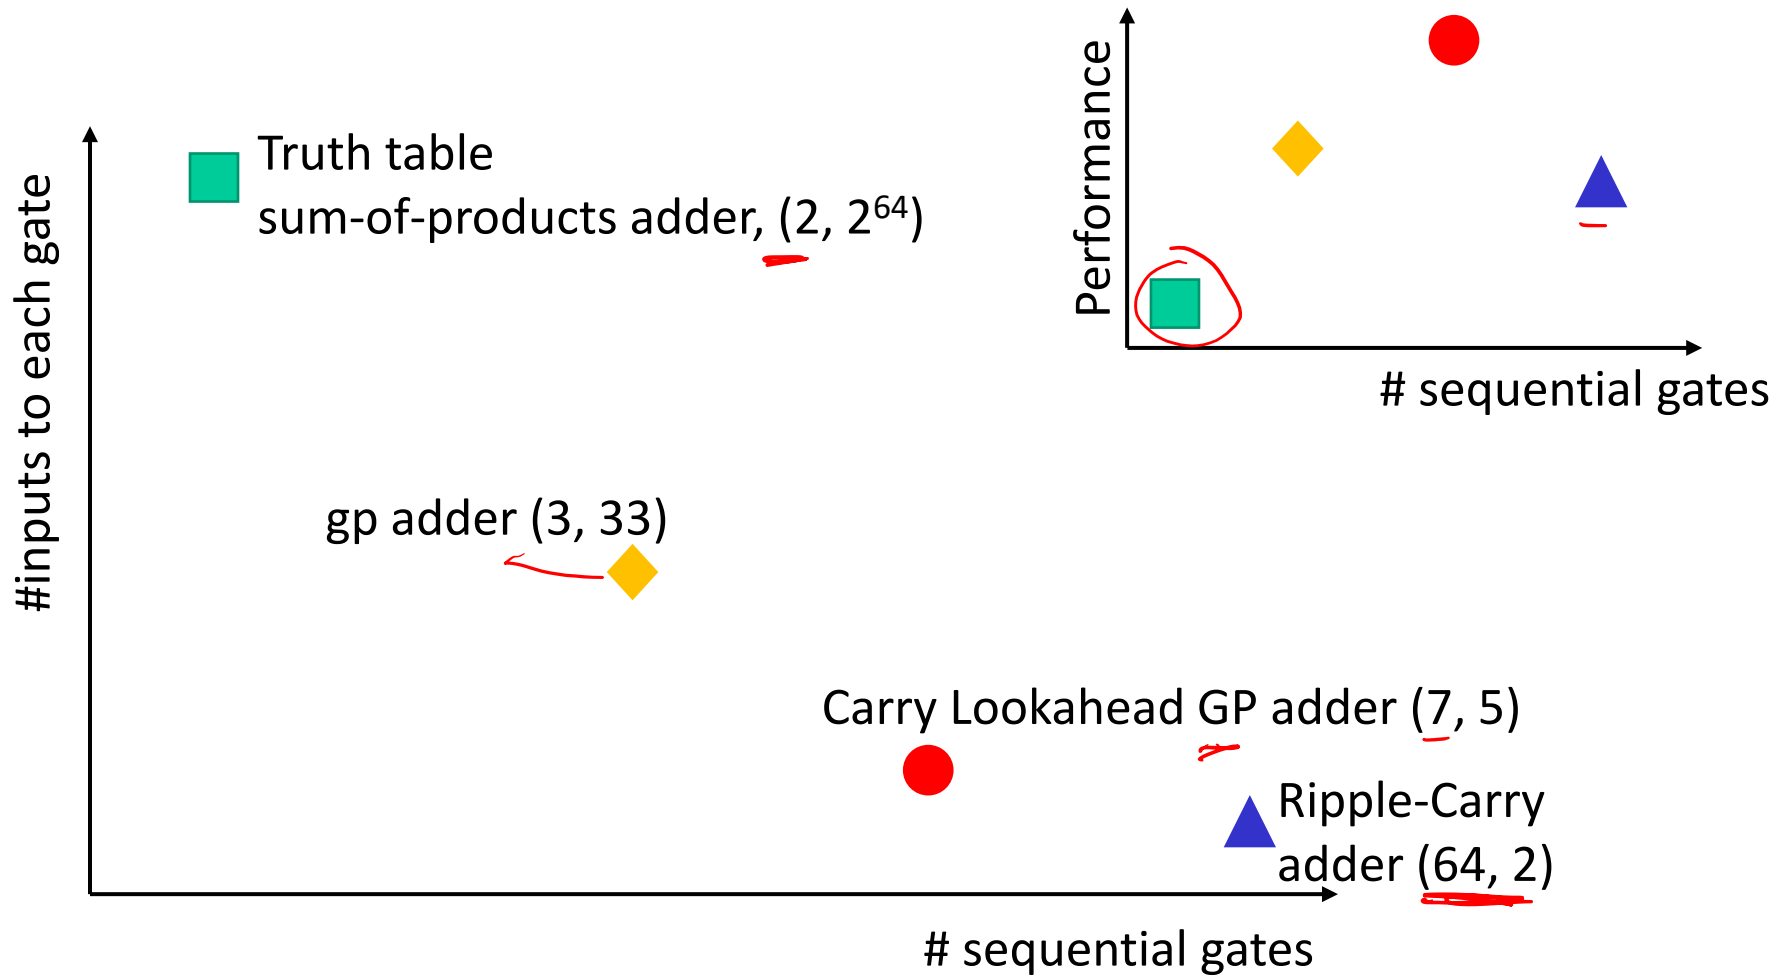 Performance
# sequential gates
Truth table
sum-of-products adder, (2, 2⁶⁴)
#inputs to each gate
gp adder (3, 33)
Carry Lookahead GP adder (7, 5)
Ripple-Carry
adder (64, 2)
# sequential gates